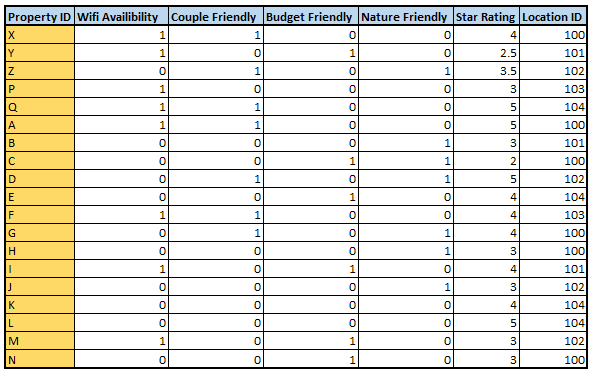 Property ID Wifi Availibility Couple Friendly Budget Friendly Nature Friendly Star Rating Location ID
X 1 1 0 0 4 100
Y 1 0 1 0 2.5 101
Z 0 1 0 1 3.5 102
P 1 0 0 0 3 103
Q 1 1 0 0 5 104
A 1 1 0 0 5 100
B 0 0 0 1 3 101
C 0 0 1 1 2 100
D 0 1 0 1 5 102
E 0 0 1 0 4 104
F 1 1 0 0 4 103
G 0 1 0 1 4 100
H 0 0 0 1 3 100
I 1 0 1 0 4 101
J 0 0 0 1 3 102
K 0 0 0 0 4 104
L 0 0 0 0 5 104
M 1 0 1 0 3 102
N 0 0 1 0 3 100